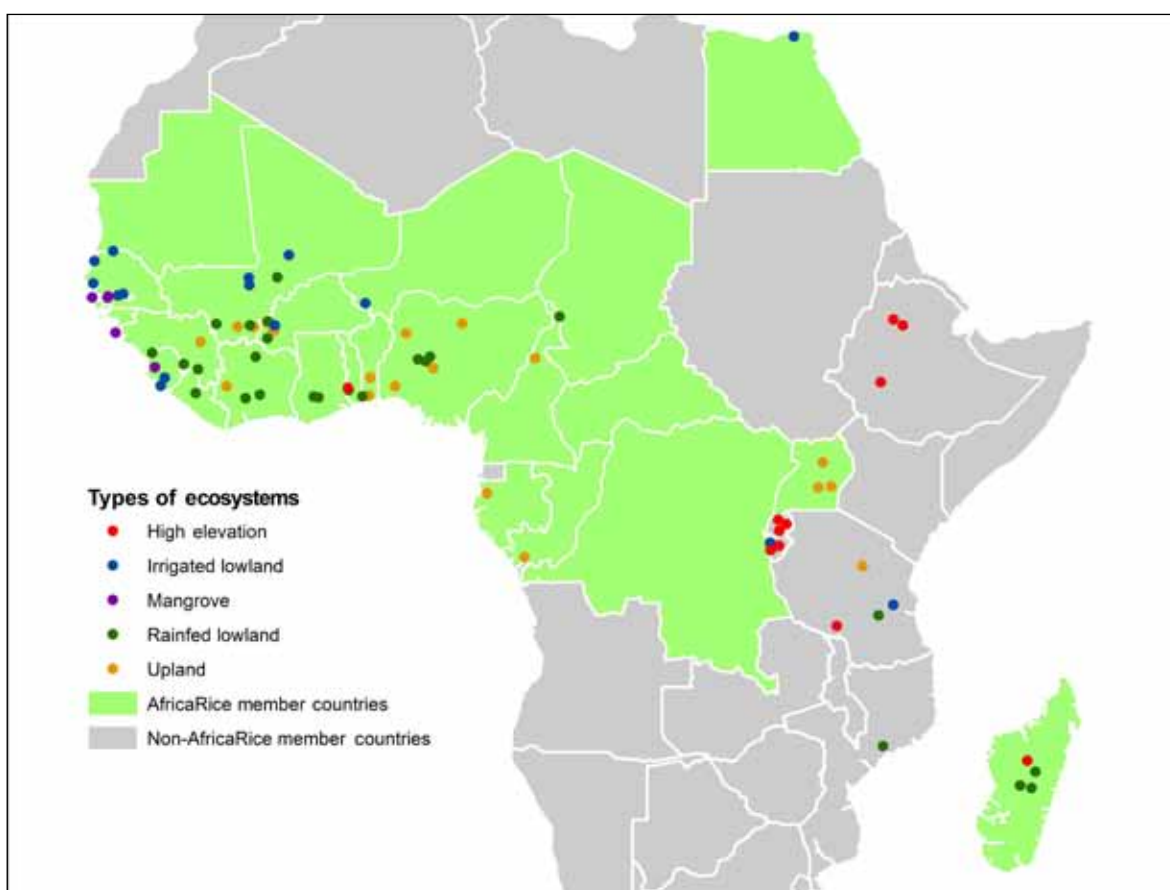 Types of ecosystems
High elevation
Irrigated lowland
Mangrove
Rainfed lowland
Upland
AfricaRice member countries
Non-AfricaRice member countries